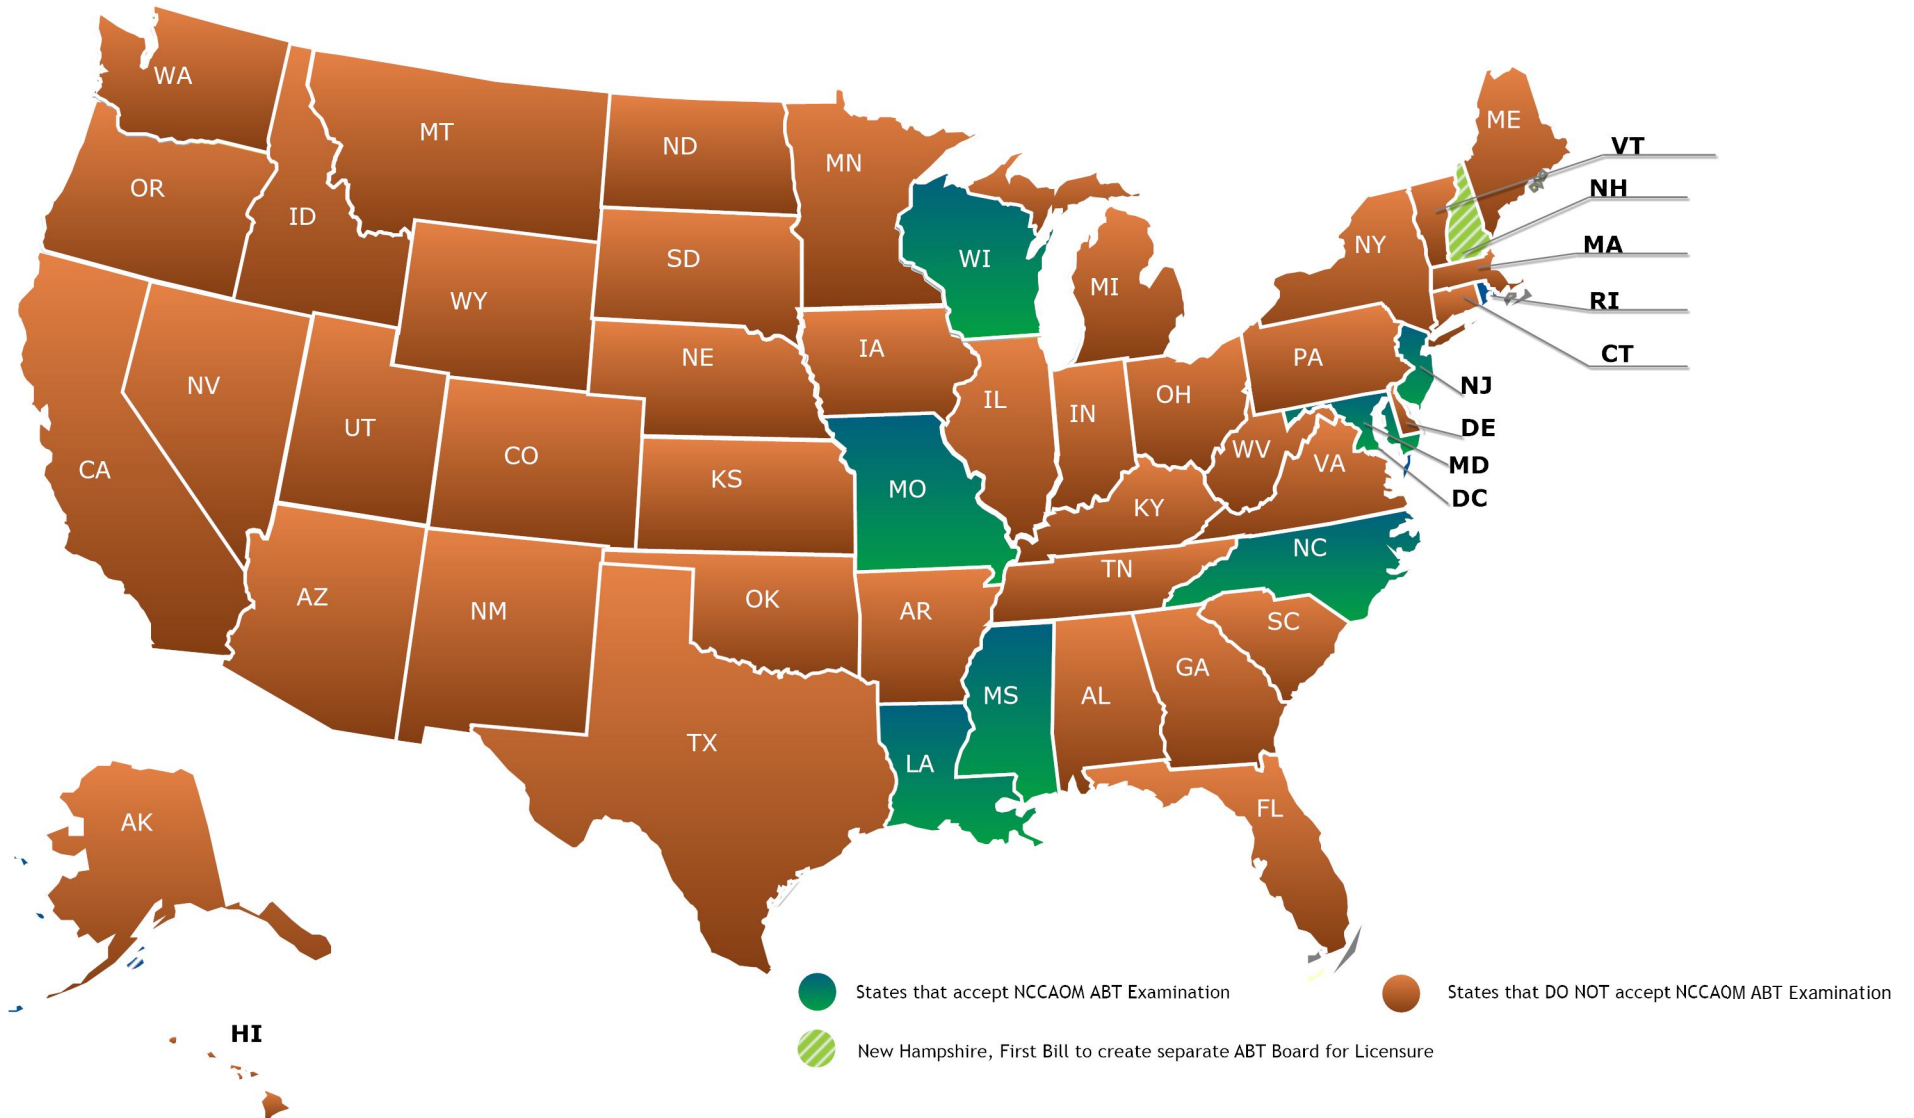 WA
MT
ME
ND
VT
MN
OR
NH
ID
NY
MA
SD
WI
MI
WY
RI
IA
CT
NE
PA
NV
NJ
OH
IL
IN
UT
DE
WV
CO
VA
MD
CA
KS
MO
DC
KY
NC
TN
AZ
OK
NM
AR
SC
GA
MS
AL
TX
LA
FL
AK
States that accept NCCAOM ABT Examination
States that DO NOT accept NCCAOM ABT Examination
HI
New Hampshire, First Bill to create separate ABT Board for Licensure